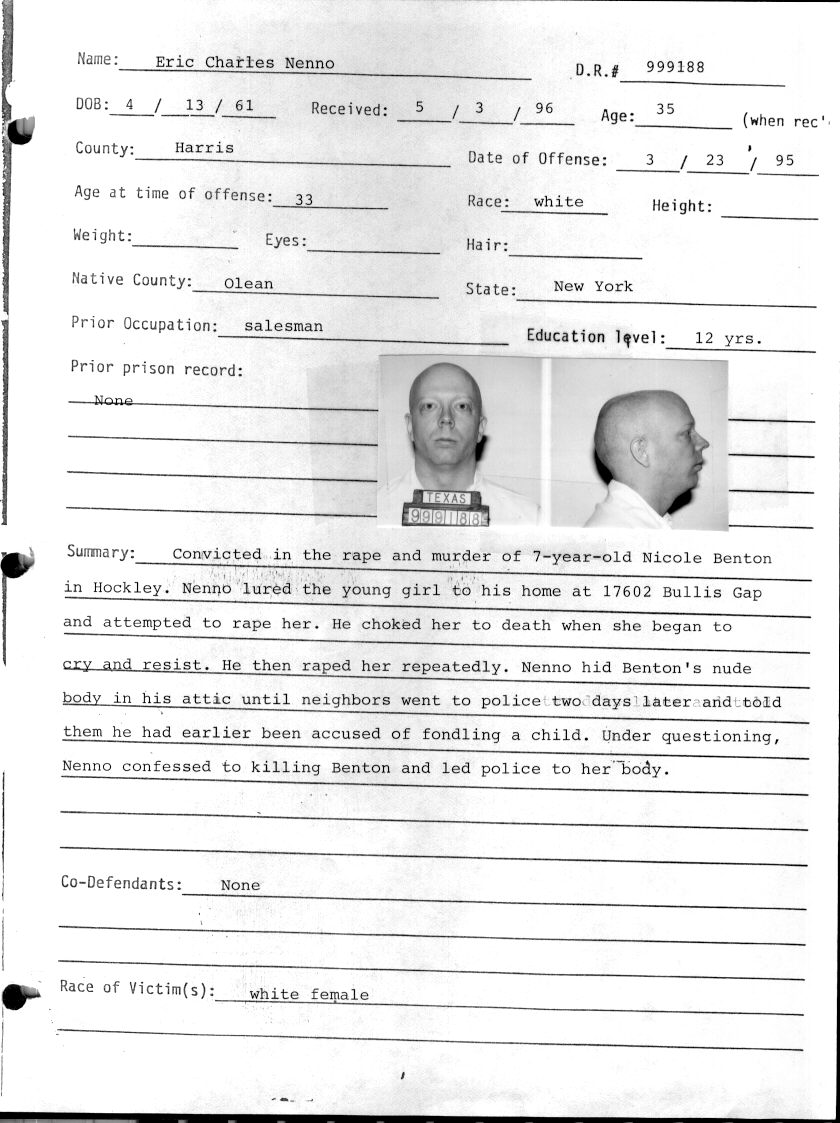 Name: Eric Charles Nenno D.R.# 999188
DOB: 4 / 13 / 61 Received: 5 / 3 / 96 Age: 35 (when rec'
County: Harris Date of Offense: 3 / 23 / 95
Age at time of offense: 33 Race: white Height:
Weight: Eyes: Hair:
Native County: Olean State: New York
Prior Occupation: salesman Education level: 12 yrs.
Prior prison record:
None
TEXAS
999188
Summary: Convicted in the rape and murder of 7-year-old Nicole Benton
in Hockley. Nenno lured the young girl to his home at 17602 Bullis Gap
and attempted to rape her. He choked her to death when she began to
cry and resist. He then raped her repeatedly. Nenno hid Benton's nude
body in his attic until neighbors went to police two days later and told
them he had earlier been accused of fondling a child. Under questioning,
Nenno confessed to killing Benton and led police to her body.
Co-Defendants: None
Race of Victim(s): white female